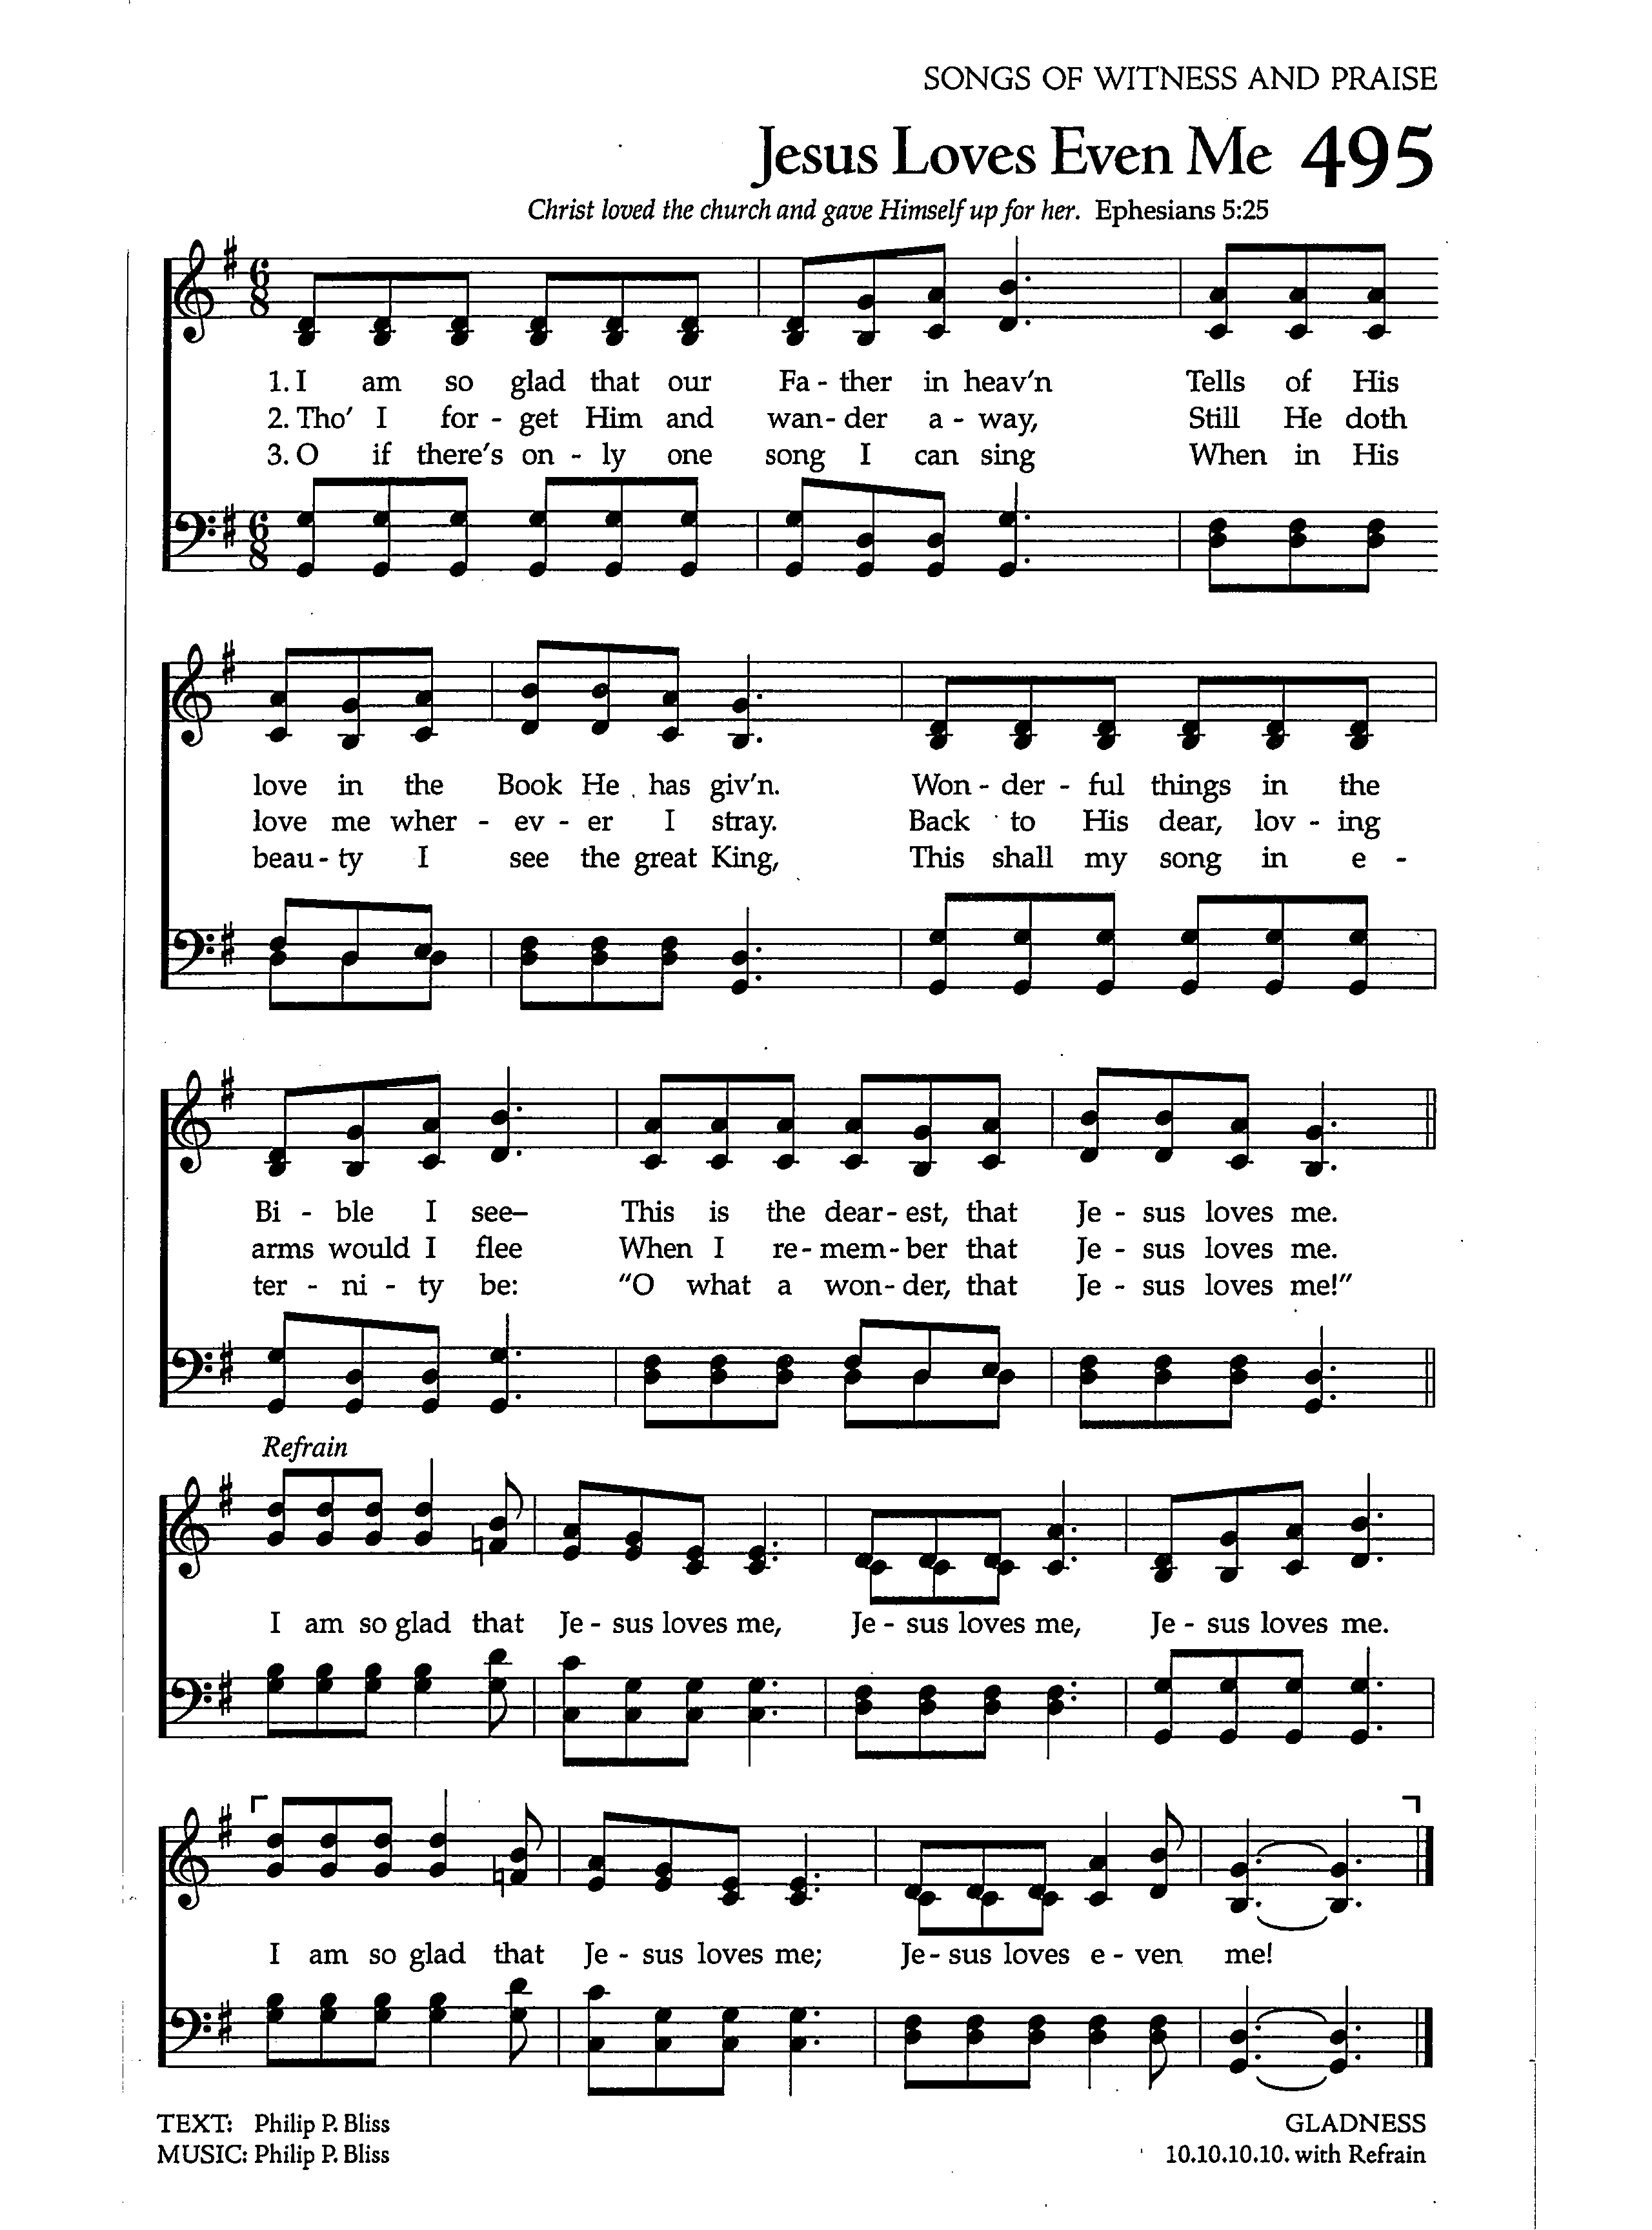 SONGS OF WITNESS AND PRAISE
Jesus Loves Even Me 495
Christ loved the church and gave Himself up for her. Ephesians 5:25
1. I am so glad that our Fa - ther in heav'n Tells of His
2. Tho' I for - get Him and wan - der a - way, Still He doth
3. O if there's on - ly one song I can sing When in His
love in the Book He has giv'n. Won - der - ful things in the
love me wher - ev - er I stray. Back to His dear, lov - ing
beau - ty I see the great King, This shall my song in e -
Bi - ble I see– This is the dear - est, that Je - sus loves me.
arms would I flee When I re - mem - ber that Je - sus loves me.
ter - ni - ty be: "O what a won - der, that Je - sus loves me!"
Refrain
I am so glad that Je - sus loves me, Je - sus loves me, Je - sus loves me.
I am so glad that Je - sus loves me; Je - sus loves e - ven me!
TEXT: Philip P. Bliss
MUSIC: Philip P. Bliss
GLADNESS
10.10.10.10. with Refrain